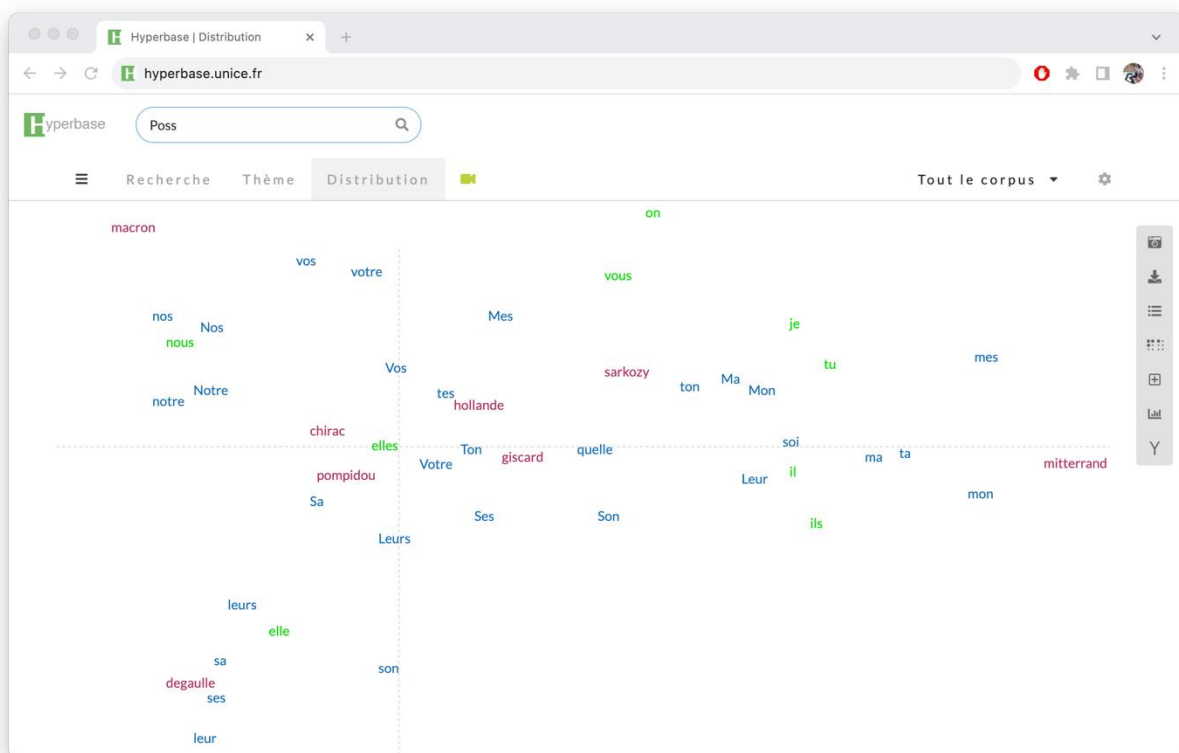 Hyperbase | Distribution
hyperbase.unice.fr
Hyperbase
Poss
Recherche Thème Distribution
Tout le corpus
on
macron
vos
votre
vous
nos
Nos
Mes
je
nous
mes
Vos
sarkozy
tu
Ma
ton
Mon
Notre
tes
notre
hollande
chirac
soi
elles
Ton
quelle
ta
giscard
ma
Votre
mitterrand
il
pompidou
Leur
mon
Sa
Ses
Son
ils
Leurs
leurs
elle
sa
son
degaulle
ses
leur